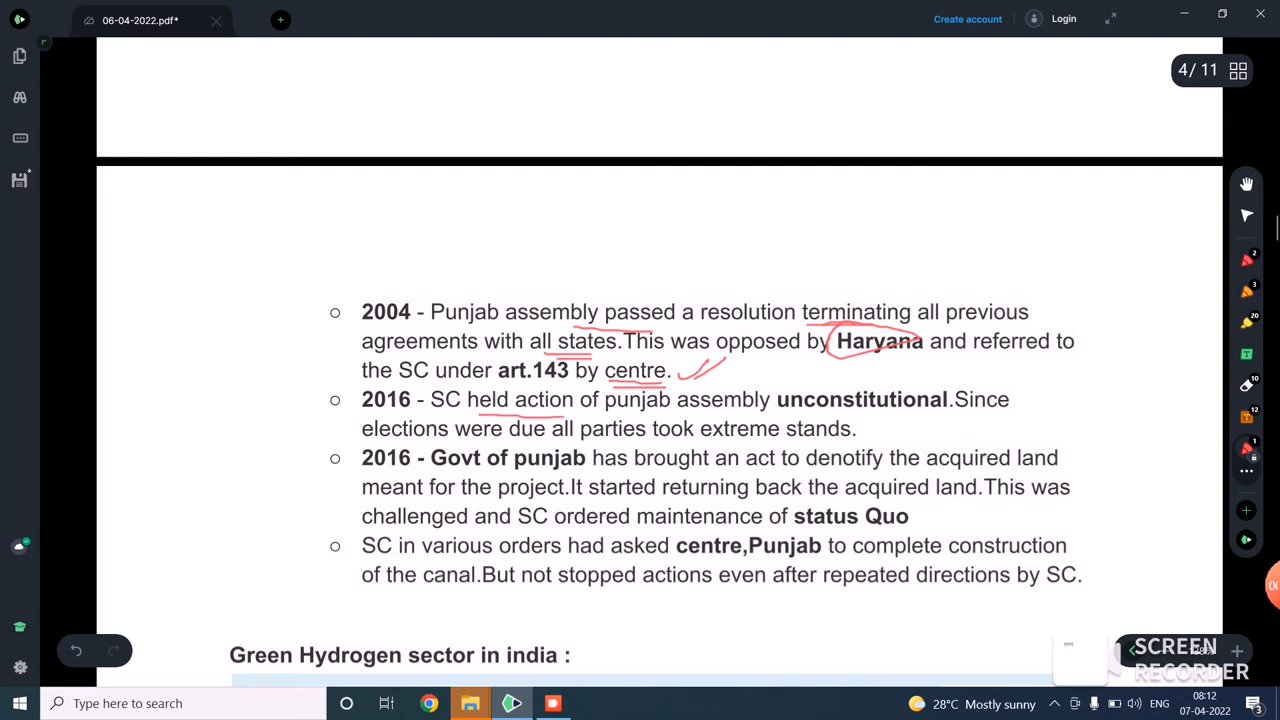 06-04-2022.pdf*
Create account
Login
4 / 11
2004 - Punjab assembly passed a resolution terminating all previous
agreements with all states.This was opposed by Haryana and referred to
the SC under art.143 by centre.
2016 - SC held action of punjab assembly unconstitutional.Since
elections were due all parties took extreme stands.
2016 - Govt of punjab has brought an act to denotify the acquired land
meant for the project.It started returning back the acquired land.This was
challenged and SC ordered maintenance of status Quo
SC in various orders had asked centre,Punjab to complete construction
of the canal.But not stopped actions even after repeated directions by SC.
Green Hydrogen sector in india :
SCREEN
RECORDER
Type here to search
28°C Mostly sunny
ENG
08:12
07-04-2022